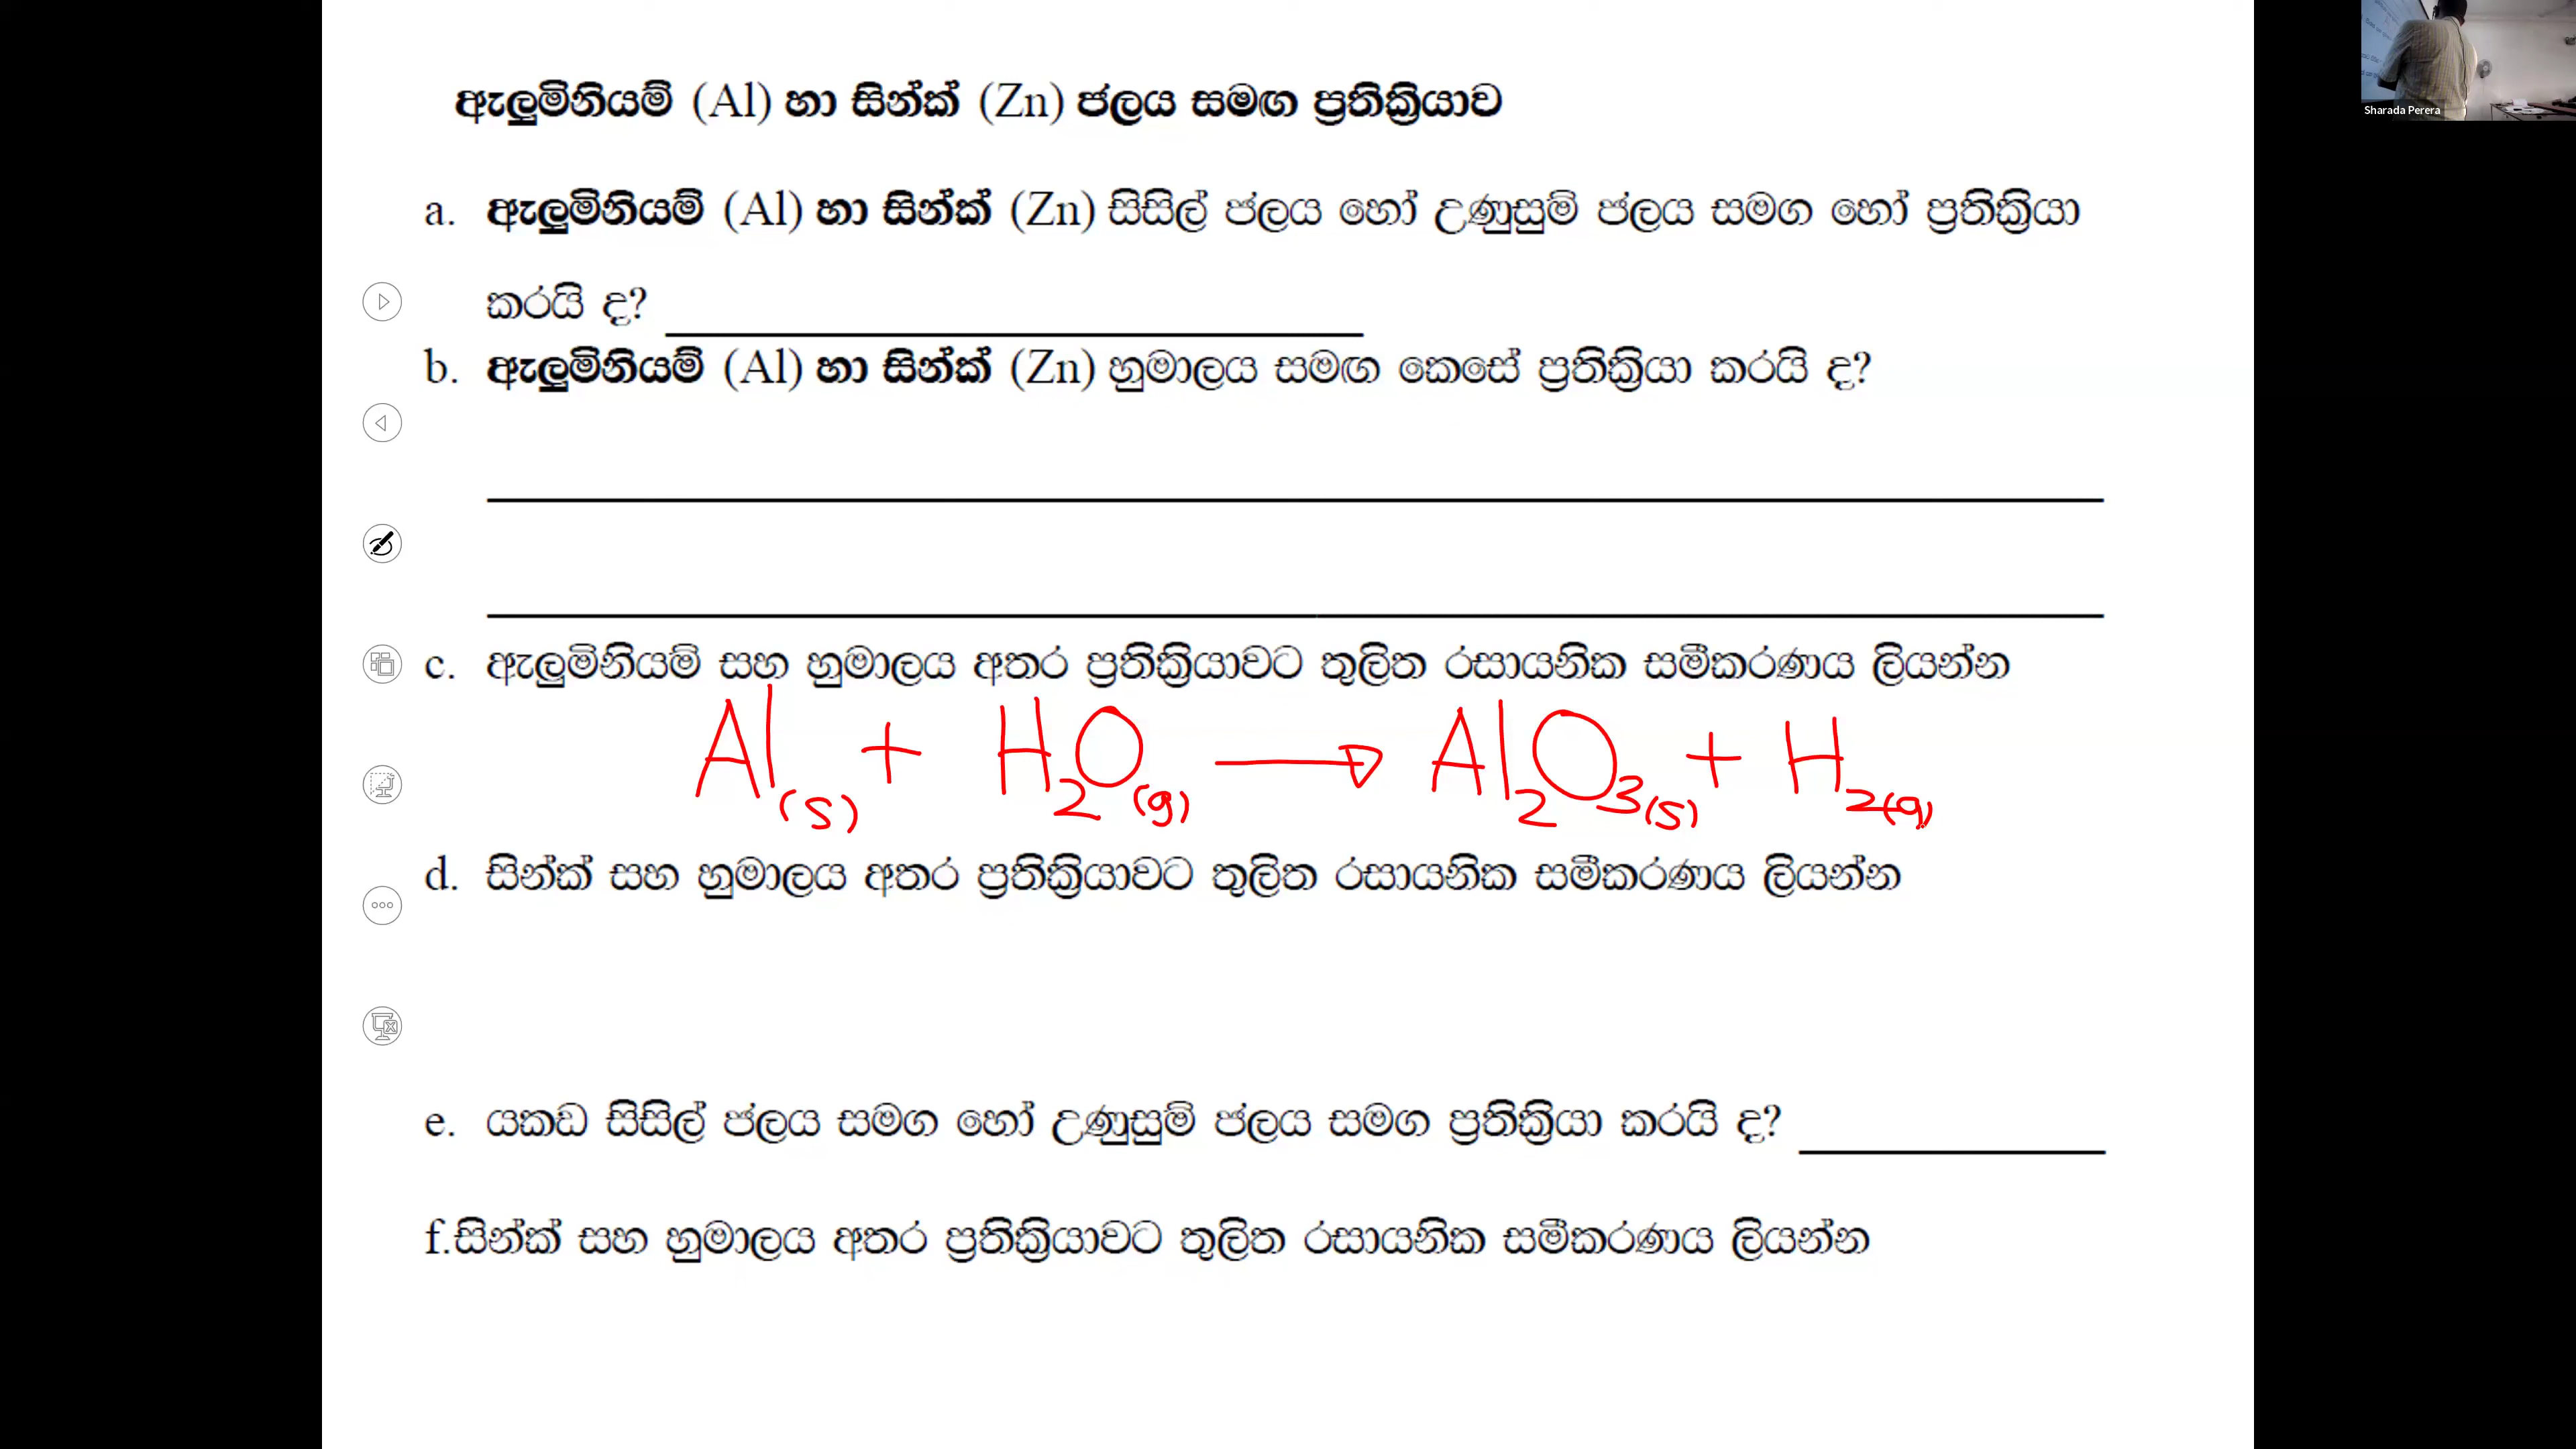 ඇලුමිනියම් (Al) හා සින්ක් (Zn) ජලය සමඟ ප්‍රතික්‍රියාව
Sharada Perera
a. ඇලුමිනියම් (Al) හා සින්ක් (Zn) සිසිල් ජලය හෝ උණුසුම් ජලය සමග හෝ ප්‍රතික්‍රියා
කරයි ද?
b. ඇලුමිනියම් (Al) හා සින්ක් (Zn) හුමාලය සමඟ කෙසේ ප්‍රතික්‍රියා කරයි ද?
c. ඇලුමිනියම් සහ හුමාලය අතර ප්‍රතික්‍රියාවට තුලිත රසායනික සමීකරණය ලියන්න
Al(s) + H2O(g) → Al2O3(s) + H2(g)
d. සින්ක් සහ හුමාලය අතර ප්‍රතික්‍රියාවට තුලිත රසායනික සමීකරණය ලියන්න
e. යකඩ සිසිල් ජලය සමග හෝ උණුසුම් ජලය සමග ප්‍රතික්‍රියා කරයි ද?
f.සින්ක් සහ හුමාලය අතර ප්‍රතික්‍රියාවට තුලිත රසායනික සමීකරණය ලියන්න